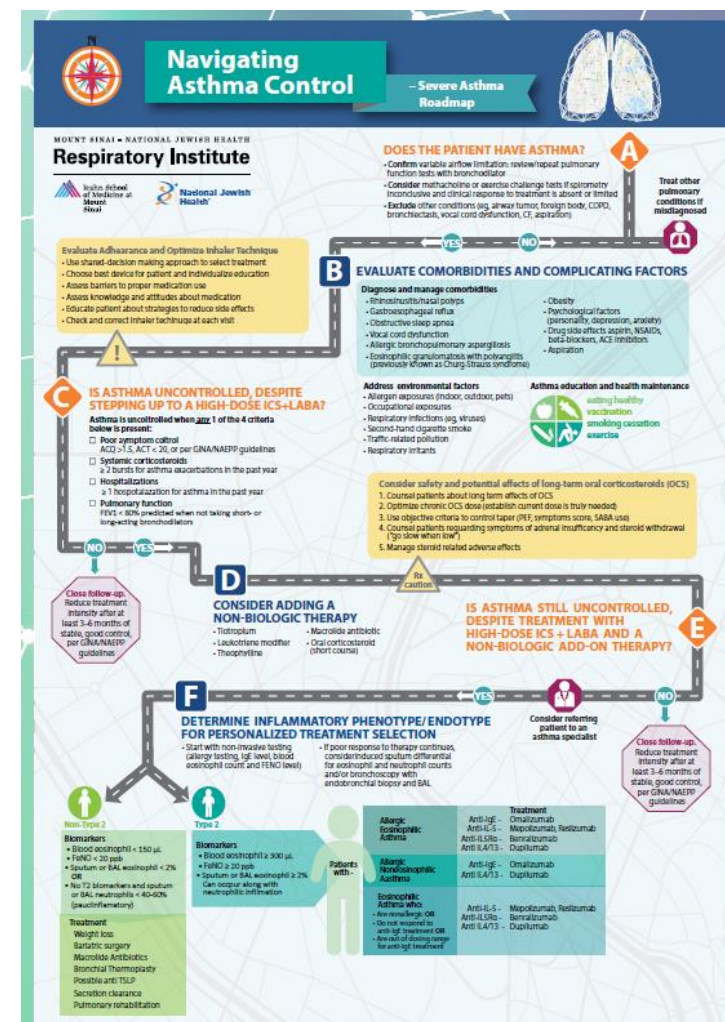 N
Navigating
Asthma Control
– Severe Asthma
Roadmap
MOUNT SINAI – NATIONAL JEWISH HEALTH
Respiratory Institute
Icahn School
of Medicine at
Mount
Sinai
National Jewish
Health
A
DOES THE PATIENT HAVE ASTHMA?
• Confirm variable airflow limitation: review/repeat pulmonary
function tests with bronchodilator
• Consider methacholine or exercise challenge tests if spirometry
inconclusive and clinical response to treatment is absent or limited
• Exclude other conditions (eg, airway tumor, foreign body, COPD,
bronchiectasis, vocal cord dysfunction, CF, aspiration)
Treat other
pulmonary
conditions if
misdiagnosed
YES
NO
Evaluate Adhearance and Optimize Inhaler Technique
• Use shared-decision making approach to select treatment
• Choose best device for patient and individualize education
• Assess barriers to proper medication use
• Assess knowledge and attitudes about medication
• Educate patient about strategies to reduce side effects
• Check and correct inhaler techinuqe at each visit
!
B
EVALUATE COMORBIDITIES AND COMPLICATING FACTORS
Diagnose and manage comorbidities
• Rhinosinusitis/nasal polyps
• Gastroesophageal reflux
• Obstructive sleep apnea
• Vocal cord dysfunction
• Allergic bronchopulmonary aspergillosis
• Eosinophilic granulomatosis with polyangiitis
(previously known as Churg-Strauss syndrome)
• Obesity
• Psychological factors
(personality, depression, anxiety)
• Drug side effects aspirin, NSAIDs,
beta-blockers, ACE inhibitors
• Aspiration
Address environmental factors
• Allergen exposures (indoor, outdoor, pets)
• Occupational exposures
• Respiratory infections (eg, viruses)
• Second-hand cigarette smoke
• Traffic-related pollution
• Respiratory irritants
Asthma education and health maintenance
eating healthy
vaccination
smoking cessation
exercise
C
IS ASTHMA UNCONTROLLED, DESPITE
STEPPING UP TO A HIGH-DOSE ICS+LABA?
Asthma is uncoltrolled when any 1 of the 4 criteria
below is present:
Poor aymptom coltrol
ACQ >1.5, ACT < 20, or per GINA/NAEPP guidelines
Systemic corticosteroids
≥ 2 bursts for asthma exacerbations in the past year
Hospitalizations
≥ 1 hospotalazation for asthma in the past year
Pulmonary function
FEV1 < 80% predicted when not taking short- or
long-acting bronchodilators
Consider safety and potential effects of long-term oral corticosteroids (OCS)
1. Counsel patients about long term effects of OCS
2. Optimize chronic OCS dose (establish current dose is truly needed)
3. Use objective criteria to control taper (PEF, symptoms score, SABA use)
4. Counsel patients reguarding symptoms of adrenal insufficency and steroid withdrawal
("go slow when low")
5. Manage steroid related adverse effects
Rx
caution
NO
YES
Close follow-up.
Reduce treatment
intensity after at
least 3–6 months of
stable, good control,
per GINA/NAEPP
guidelines
D
CONSIDER ADDING A
NON-BIOLOGIC THERAPY
• Tiotropium
• Leukotriene modifier
• Theophylline
• Macrolide antibiotic
• Oral corticosteroid
(short course)
E
IS ASTHMA STILL UNCONTROLLED,
DESPITE TREATMENT WITH
HIGH-DOSE ICS + LABA AND A
NON-BIOLOGIC ADD-ON THERAPY?
YES
NO
Consider referring
patient to an
asthma specialist
Close follow-up.
Reduce treatment
intensity after at
least 3–6 months of
stable, good control,
per GINA/NAEPP
guidelines
F
DETERMINE INFLAMMATORY PHENOTYPE/ENDOTYPE
FOR PERSONALIZED TREATMENT SELECTION
• Start with non-invasive testing
(allergy testing, IgE level, blood
eosinophil count and FENO level)
• If poor response to therapy continues,
considerinduced sputum differential
for eosinophil and neutrophil counts
and/or bronchoscopy with
endobronchial biopsy and BAL
Non-Type 2
Biomarkers
• Blood eosinophil < 150 μL
• FeNO < 20 ppb
• Sputum or BAL eosinophil < 2%
OR
• No T2 biomarkers and sputum
or BAL neutrophils < 40-60%
(pauciinflamatory)
Treatment
Weight loss
Bariatric surgery
Macrolide Antibiotics
Bronchial Thermoplasty
Possible anti TSLP
Secretion clearance
Pulmonary rehabilitation
Type 2
Biomarkers
• Blood eosinophil ≥ 300 μL
• FeNO ≥ 20 ppb
• Sputum or BAL eosinophil ≥ 2%
Can occour along with
neutrophilic inflimation
Patients
with -
Treatment
Allergic
Eosinophilic
Asthma
Anti-IgE - Omalizumab
Anti-IL-5 - Mepolizumab, Reslizumab
Anti-IL5Ra - Benralizumab
Anti IL4/13 - Dupilumab
Allergic
Nondosinophilic
Aasthma
Anti-IgE - Omalizumab
Anti-IL4/13 - Dupilumab
Eosinophilic
Asthma who:
• Are nonallergic OR
• Do not respond to
anti-IgE treatment OR
• Are out of dosing range
for anti-IgE treatment
Anti-IL-5 - Mepolizumab, Reslizumab
Anti-IL5Ra - Benralizumab
Anti IL4/13 - Dupilumab